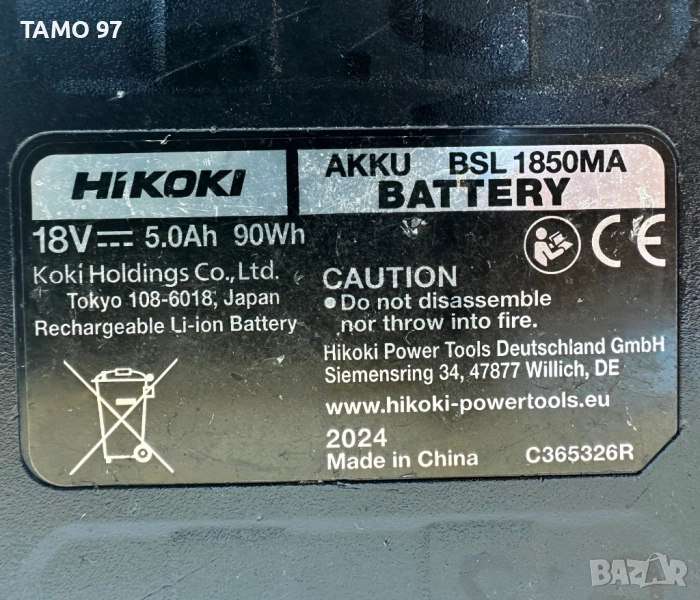 TAMO 97
HiKOKI
AKKU BSL 1850MA
BATTERY
18V 5.0Ah 90Wh
Koki Holdings Co., Ltd.
Tokyo 108-6018, Japan
Rechargeable Li-ion Battery
CE
CAUTION
●Do not disassemble
nor throw into fire.
Hikoki Power Tools Deutschland GmbH
Siemensring 34, 47877 Willich, DE
www.hikoki-powertools.eu
2024
Made in China C365326R
BAZAR